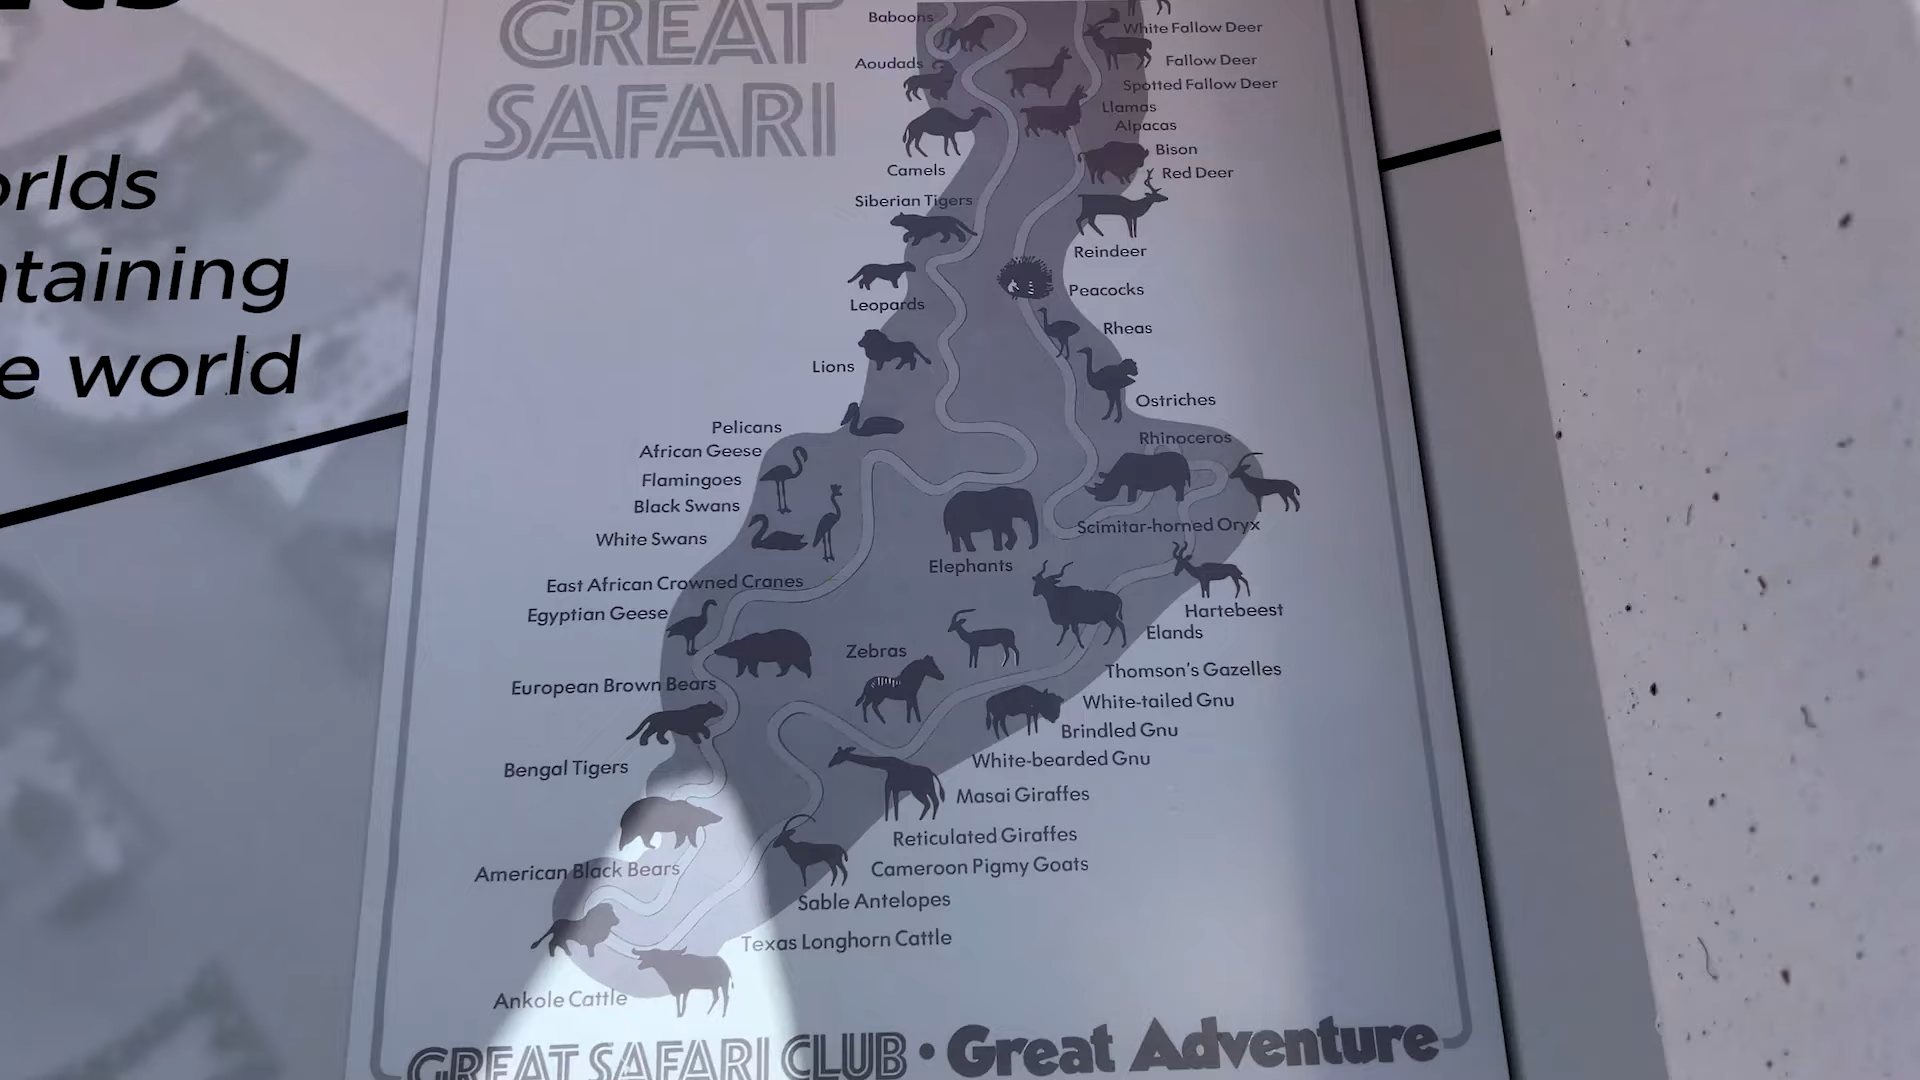 orlds
ntaining
e world
GREAT
SAFARI
Baboons
Aoudads
Camels
Siberian Tigers
Leopards
Lions
Pelicans
African Geese
Flamingoes
Black Swans
White Swans
East African Crowned Cranes
Egyptian Geese
European Brown Bears
Bengal Tigers
American Black Bears
Ankole Cattle
White Fallow Deer
Fallow Deer
Spotted Fallow Deer
Llamas
Alpacas
Bison
Red Deer
Reindeer
Peacocks
Rheas
Ostriches
Rhinoceros
Scimitar-horned Oryx
Elephants
Hartebeest
Elands
Zebras
Thomson's Gazelles
White-tailed Gnu
Brindled Gnu
White-bearded Gnu
Masai Giraffes
Reticulated Giraffes
Cameroon Pigmy Goats
Sable Antelopes
Texas Longhorn Cattle
GREAT SAFARI CLUB • Great Adventure